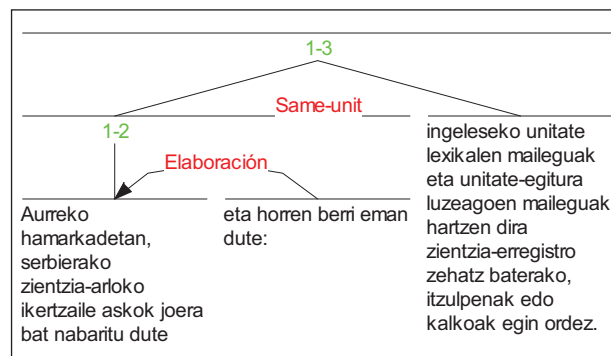 1-3
Same-unit
1-2
Elaboración
Aurreko
hamarkadetan,
serbierako
zientzia-arloko
ikertzaile askok joera
bat nabaritu dute
eta horren berri eman
dute:
ingeleseko unitate
lexikalen maileguak
eta unitate-egitura
luzeagoen maileguak
hartzen dira
zientzia-erregistro
zehatz baterako,
itzulpenak edo
kalkoak egin ordez.